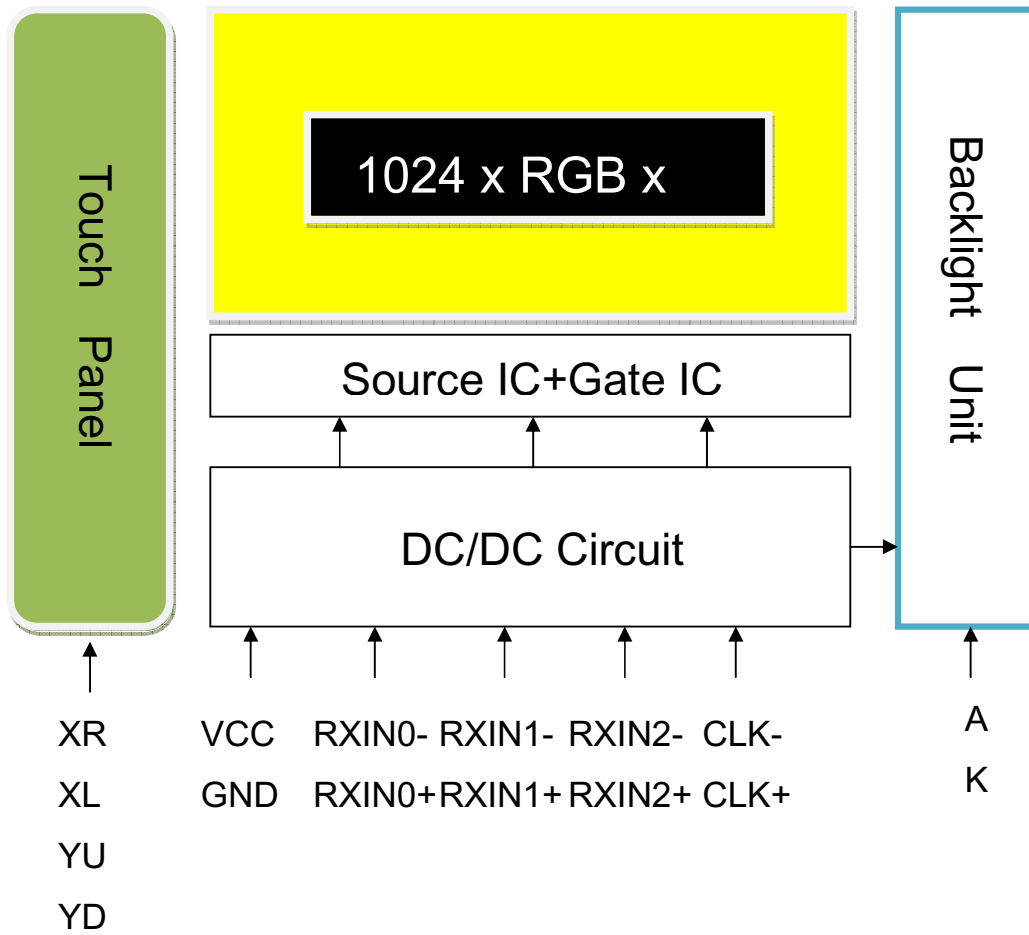 Touch Panel
1024 x RGB x
Source IC+Gate IC
DC/DC Circuit
Backlight Unit
XR
XL
YU
YD
VCC RXIN0- RXIN1- RXIN2- CLK-
GND RXIN0+ RXIN1+ RXIN2+ CLK+
A
K